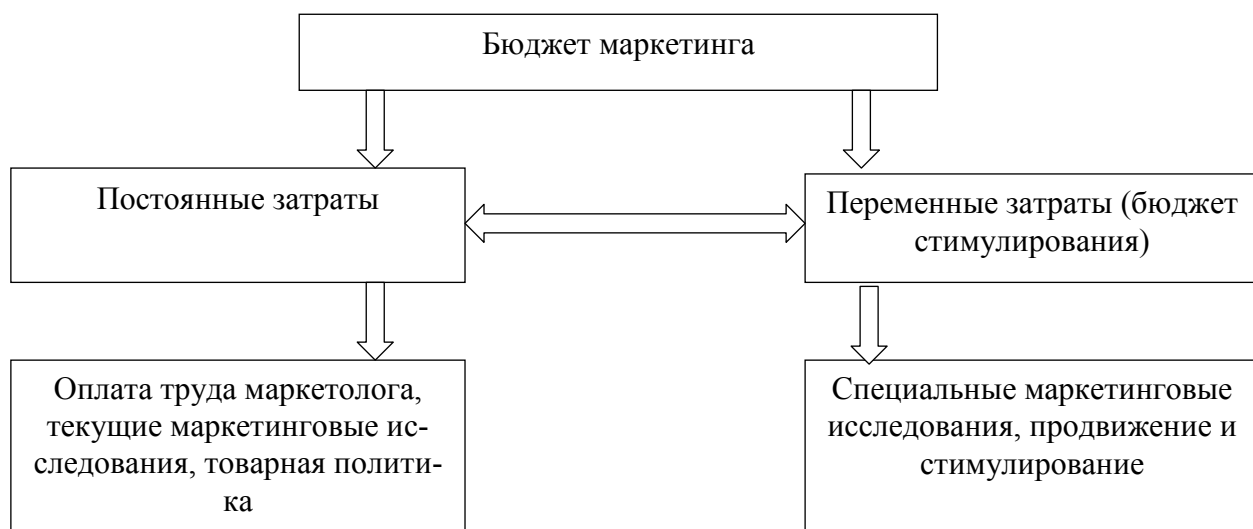 Бюджет маркетинга
Постоянные затраты
Переменные затраты (бюджет
стимулирования)
Оплата труда маркетолога,
текущие маркетинговые ис-
следования, товарная полити-
ка
Специальные маркетинговые
исследования, продвижение и
стимулирование